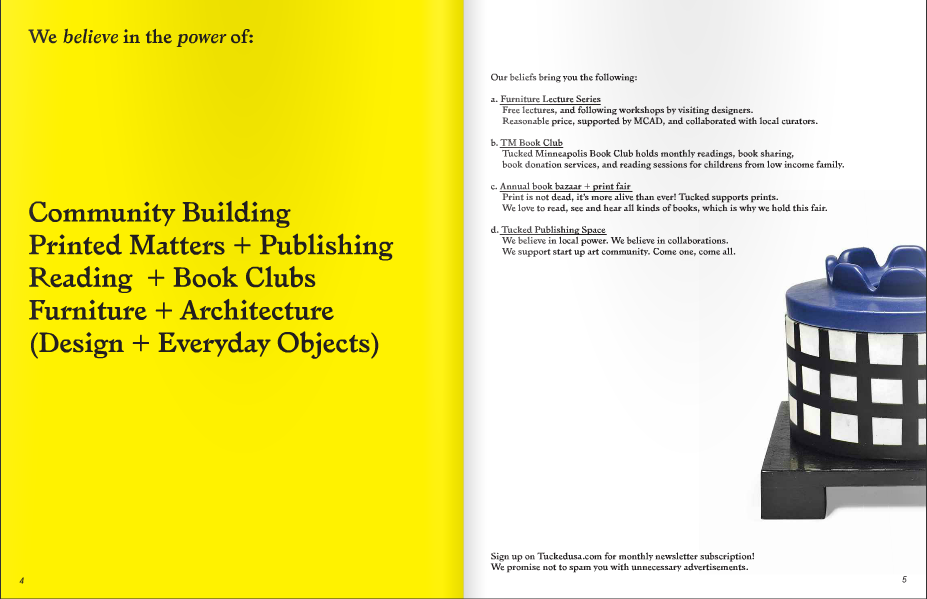 We believe in the power of:
Community Building
Printed Matters + Publishing
Reading + Book Clubs
Furniture + Architecture
(Design + Everyday Objects)
4
Our beliefs bring you the following:
a. Furniture Lecture Series
Free lectures, and following workshops by visiting designers.
Reasonable price, supported by MCAD, and collaborated with local curators.
b. TM Book Club
Tucked Minneapolis Book Club holds monthly readings, book sharing,
book donation services, and reading sessions for childrens from low income family.
c. Annual book bazaar + print fair
Print is not dead, it's more alive than ever! Tucked supports prints.
We love to read, see and hear all kinds of books, which is why we hold this fair.
d. Tucked Publishing Space
We believe in local power. We believe in collaborations.
We support start up art community. Come one, come all.
Sign up on Tuckedusa.com for monthly newsletter subscription!
We promise not to spam you with unnecessary advertisements.
5